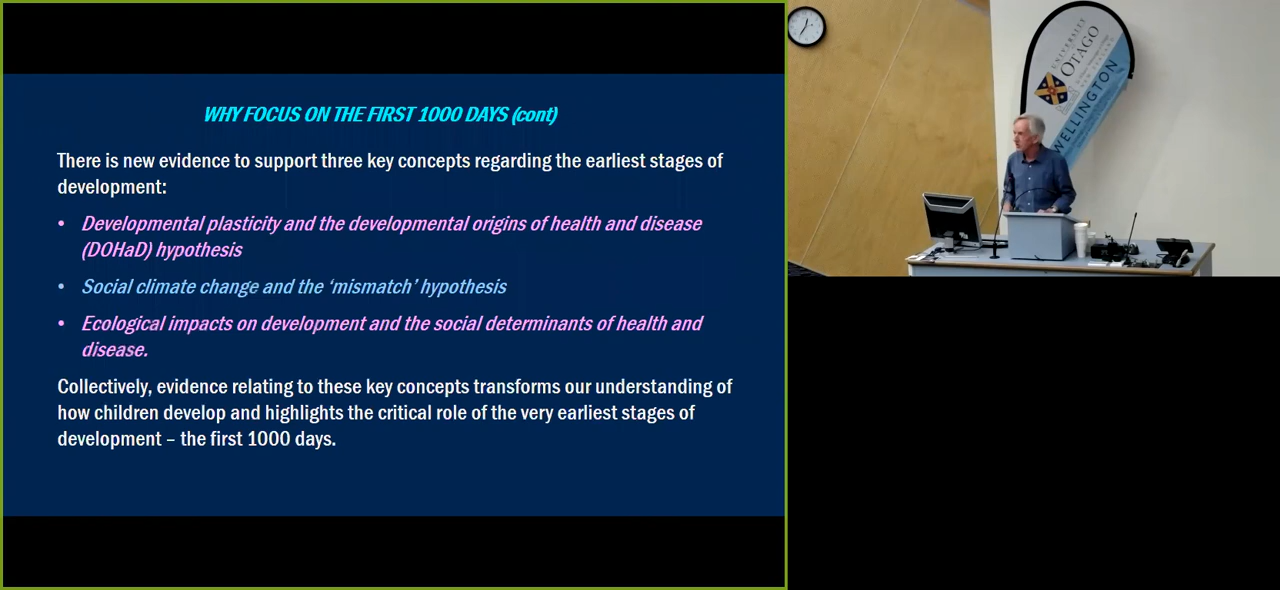 WHY FOCUS ON THE FIRST 1000 DAYS (cont)
There is new evidence to support three key concepts regarding the earliest stages of
development:
• Developmental plasticity and the developmental origins of health and disease
(DOHaD) hypothesis
• Social climate change and the ‘mismatch’ hypothesis
• Ecological impacts on development and the social determinants of health and
disease.
Collectively, evidence relating to these key concepts transforms our understanding of
how children develop and highlights the critical role of the very earliest stages of
development – the first 1000 days.
UNIVERSITY
OTAGO
WELLINGTON